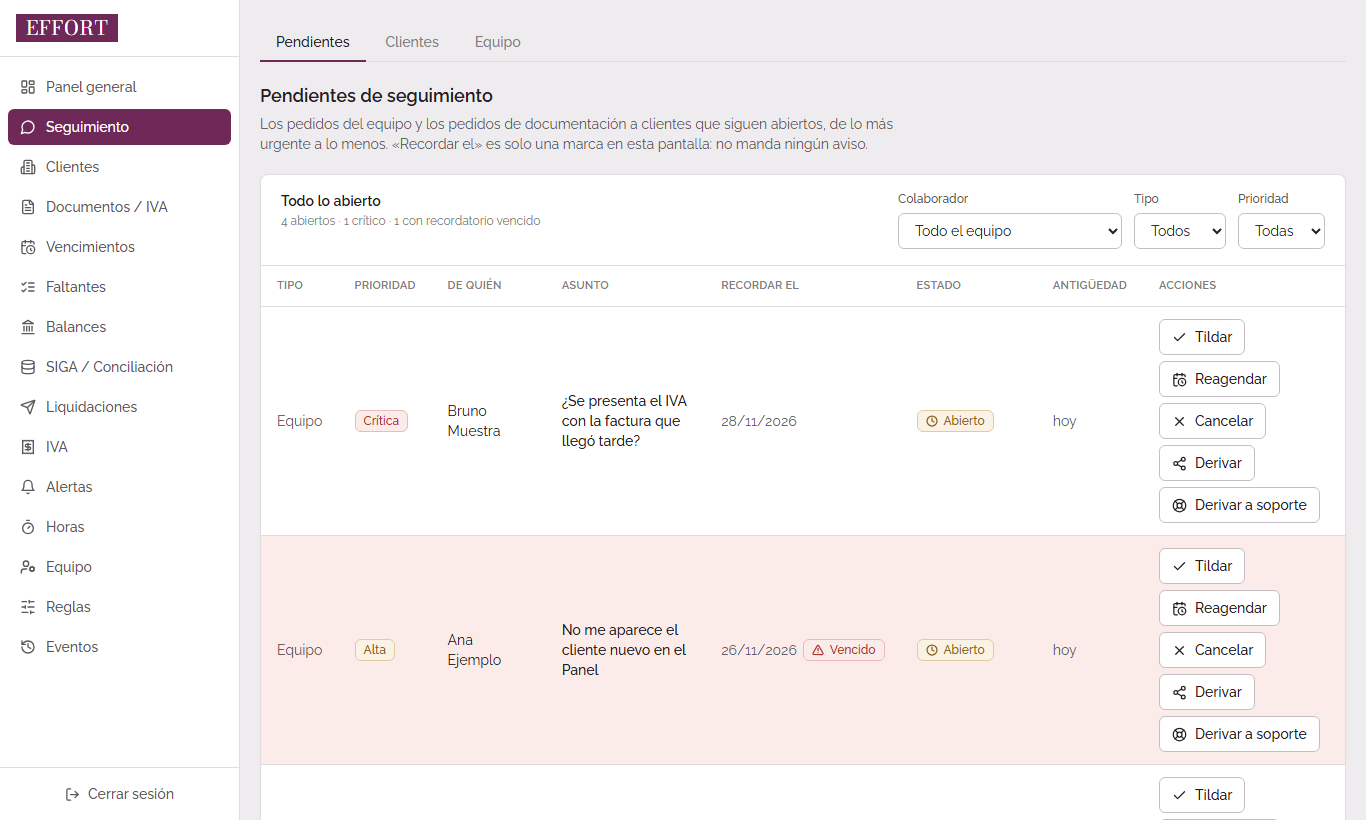 EFFORT
Panel general
Seguimiento
Clientes
Documentos / IVA
Vencimientos
Faltantes
Balances
SIGA / Conciliación
Liquidaciones
IVA
Alertas
Horas
Equipo
Reglas
Eventos
Cerrar sesión
Pendientes Clientes Equipo
Pendientes de seguimiento
Los pedidos del equipo y los pedidos de documentación a clientes que siguen abiertos, de lo más
urgente a lo menos. «Recordar el» es solo una marca en esta pantalla: no manda ningún aviso.
Todo lo abierto
4 abiertos · 1 crítico · 1 con recordatorio vencido
Colaborador Tipo Prioridad
Todo el equipo Todos Todas
TIPO PRIORIDAD DE QUIÉN ASUNTO RECORDAR EL ESTADO ANTIGÜEDAD ACCIONES
Equipo
Crítica
Bruno
Muestra
¿Se presenta el IVA
con la factura que
llegó tarde?
28/11/2026
Abierto
hoy
Tildar
Reagendar
Cancelar
Derivar
Derivar a soporte
Equipo
Alta
Ana
Ejemplo
No me aparece el
cliente nuevo en el
Panel
26/11/2026 Vencido
Abierto
hoy
Tildar
Reagendar
Cancelar
Derivar
Derivar a soporte
Tildar